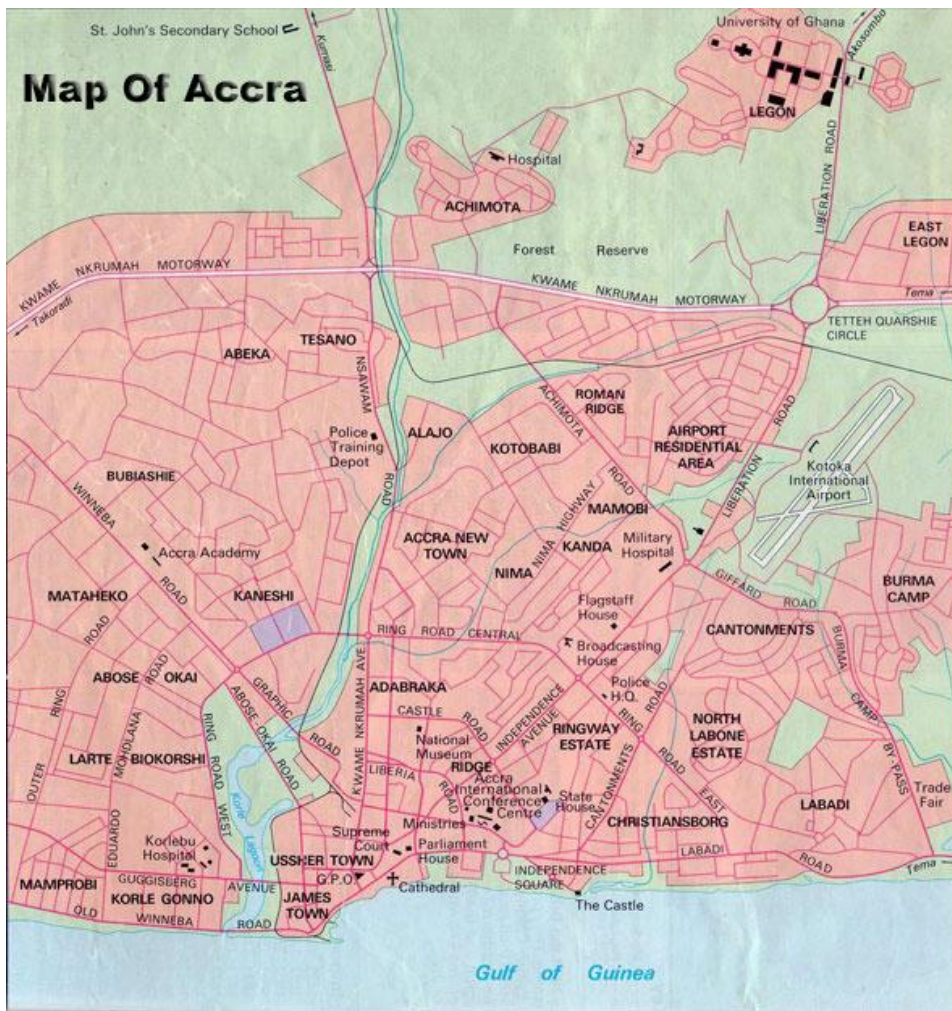 St. John's Secondary School
University of Ghana
Akosombo
Kumasi
Map Of Accra
LEGON
Hospital
ACHIMOTA
LIBERATION ROAD
EAST
LEGON
Forest Reserve
KWAME NKRUMAH MOTORWAY
KWAME NKRUMAH MOTORWAY
Takoradi
Tema
TETTEH QUARSHIE
CIRCLE
TESANO
ABEKA
NSAWAM
ROAD
ACHIMOTA
ROAD
ROMAN
RIDGE
AIRPORT
RESIDENTIAL
AREA
LIBERATION
ROAD
Police
Training
Depot
ALAJO
KOTOBABI
Kotoka
International
Airport
BUBIASHIE
WINNEBA
ROAD
NIMA HIGHWAY
NIMA
MAMOBI
ACCRA NEW
TOWN
KANDA
Military
Hospital
Accra Academy
NIMA
GIFFARD ROAD
BURMA
CAMP
MATAHEKO
KANESHI
Flagstaff
House
CANTONMENTS
RING ROAD CENTRAL
Broadcasting
House
BURMA
CAMP
BY-PASS
ABOSE OKAI
ROAD
OUTER
RING
ROAD
GRAPHIC
ROAD
ABOSE OKAI
ROAD
KWAME NKRUMAH AVE.
ADABRAKA
Police
H.Q.
CASTLE
ROAD
INDEPENDENCE
AVENUE
RINGWAY
ESTATE
RING
ROAD
EAST
NORTH
LABONE
ESTATE
CANTONMENTS
ROAD
National
Museum
LARTE BIOKORSHI
EDUARDO
MOHDLANA
RING ROAD WEST
LIBERIA
ROAD
RIDGE
Accra
International
Conference
Centre
State
House
Trade
Fair
Korle Lagoon
Ministries
LABADI
CHRISTIANSBORG
Supreme
Court
Parliament
House
Korlebu
Hospital
USSHER TOWN
LABADI
ROAD
Tema
MAMPROBI
GUGGISBERG AVENUE
G.P.O.
Cathedral
INDEPENDENCE
SQUARE
KORLE GONNO
JAMES
TOWN
The Castle
OLD WINNEBA ROAD
Gulf of Guinea